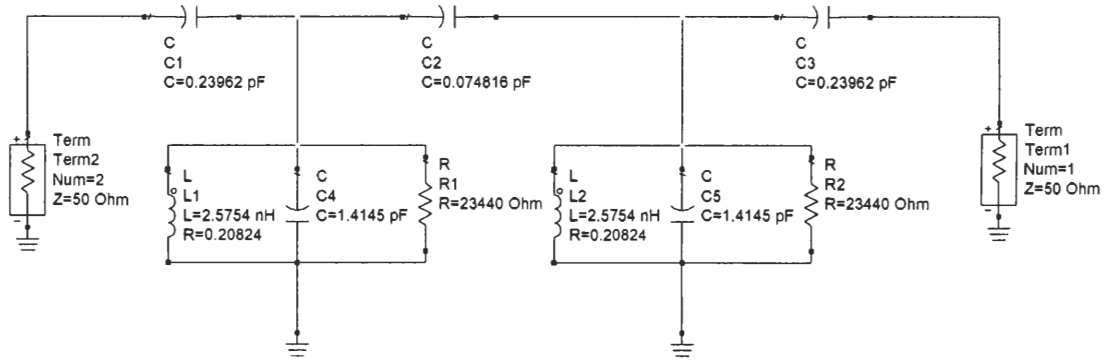 C
C1
C=0.23962 pF
C
C2
C=0.074816 pF
C
C3
C=0.23962 pF
+
Term
Term2
Num=2
Z=50 Ohm
-
L
L1
L=2.5754 nH
R=0.20824
C
C4
C=1.4145 pF
R
R1
R=23440 Ohm
L
L2
L=2.5754 nH
R=0.20824
C
C5
C=1.4145 pF
R
R2
R=23440 Ohm
+
Term
Term1
Num=1
Z=50 Ohm
-